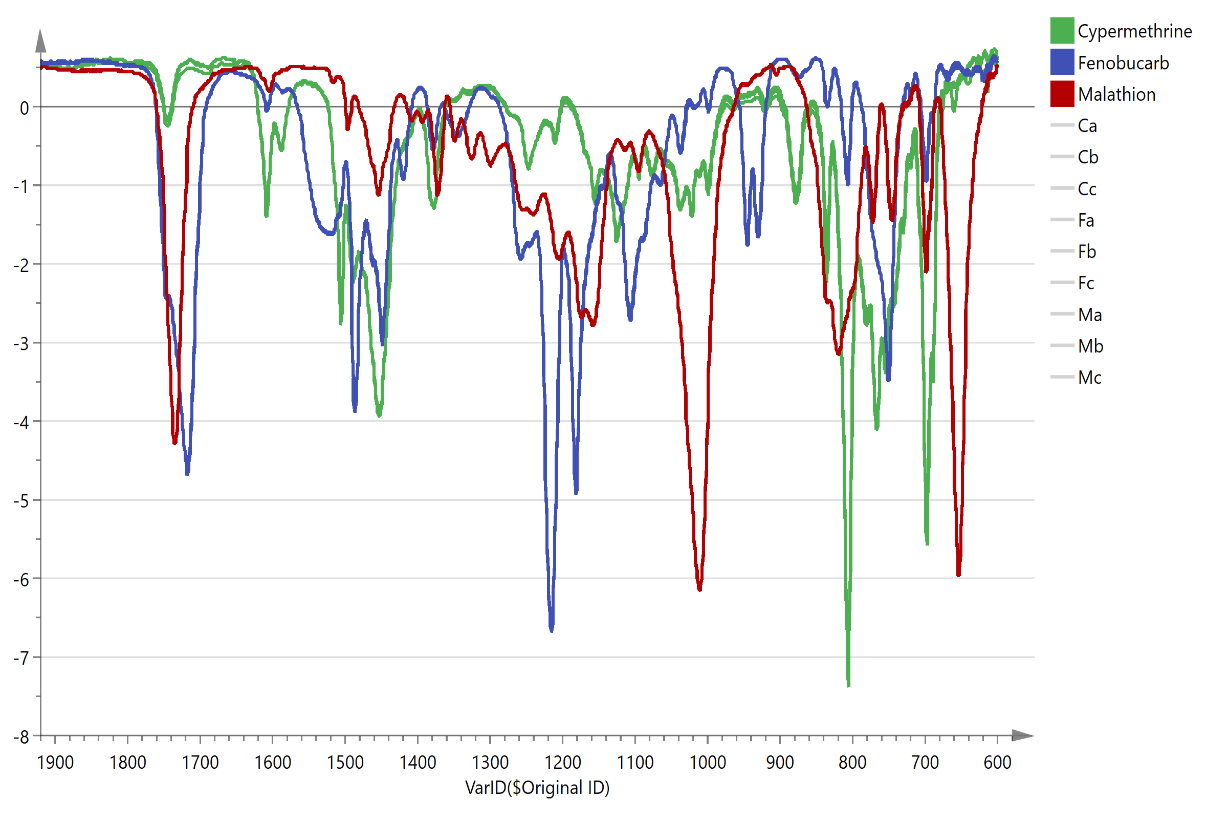 Cypermethrine
Fenobucarb
Malathion
Ca
Cb
Cc
Fa
Fb
Fc
Ma
Mb
Mc
0
-1
-2
-3
-4
-5
-6
-7
-8
1900 1800 1700 1600 1500 1400 1300 1200 1100 1000 900 800 700 600
VarID($Original ID)